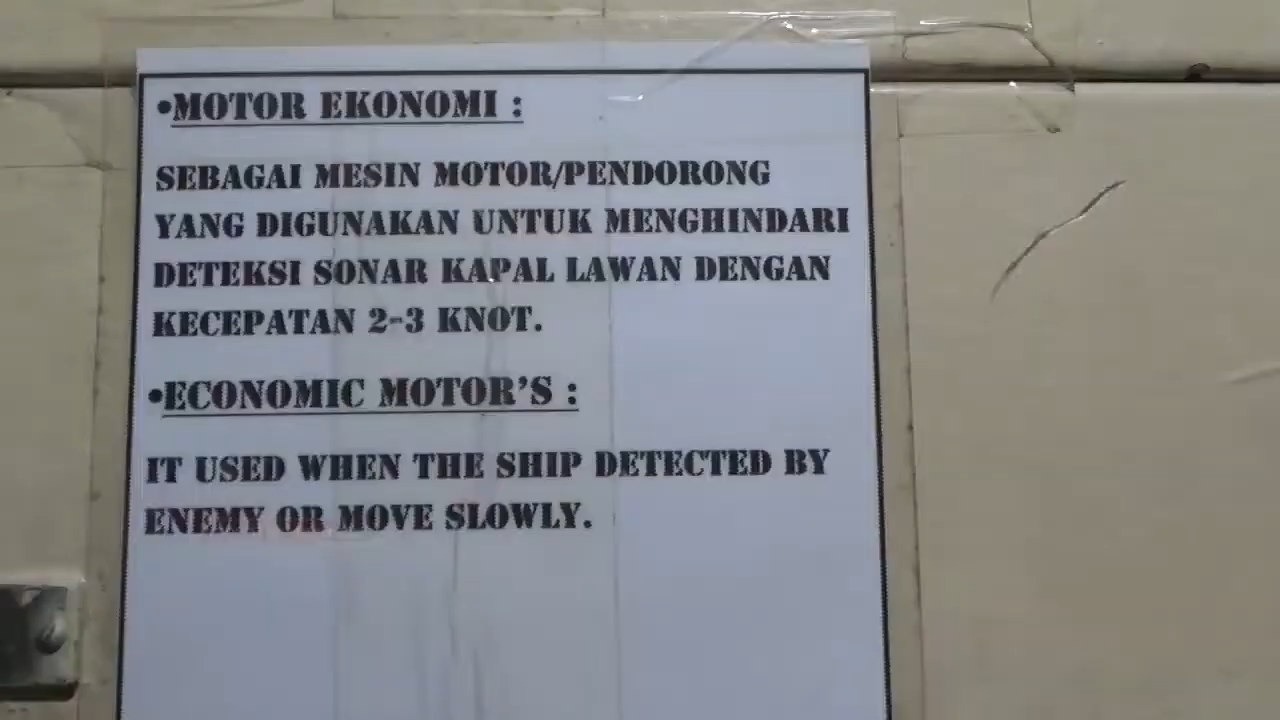 •MOTOR EKONOMI :
SEBAGAI MESIN MOTOR/PENDORONG
YANG DIGUNAKAN UNTUK MENGHINDARI
DETEKSI SONAR KAPAL LAWAN DENGAN
KECEPATAN 2-3 KNOT.
•ECONOMIC MOTOR'S :
IT USED WHEN THE SHIP DETECTED BY
ENEMY OR MOVE SLOWLY.